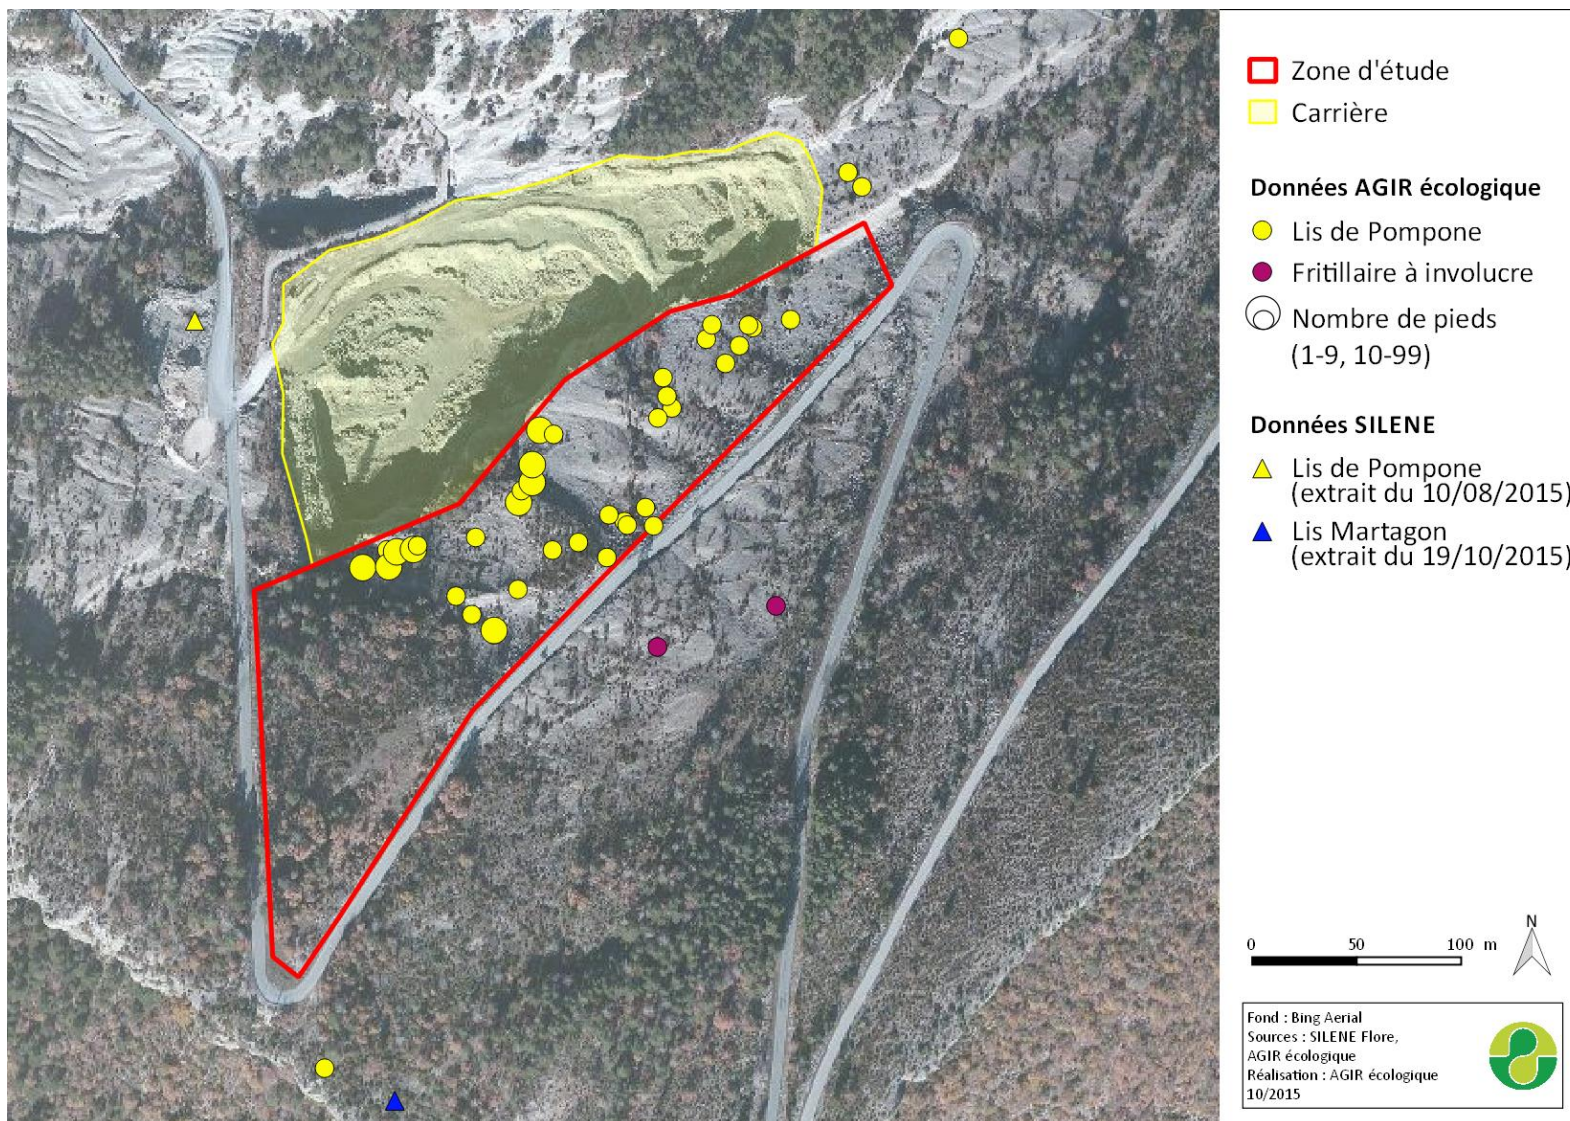 Zone d'étude
Carrière
Données AGIR écologique
Lis de Pompone
Fritillaire à involucre
Nombre de pieds
(1-9, 10-99)
Données SILENE
Lis de Pompone
(extrait du 10/08/2015)
Lis Martagon
(extrait du 19/10/2015)
0 50 100 m
N
Fond : Bing Aerial
Sources : SILENE Flore,
AGIR écologique
Réalisation : AGIR écologique
10/2015